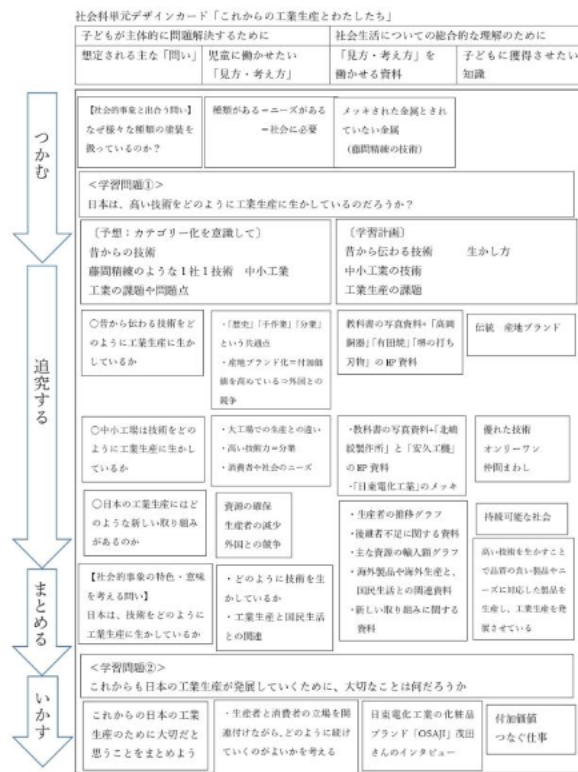 社会科単元デザインカード「これからの工業生産とわたしたち」
子どもが主体的に問題解決するために
社会生活についての総合的な理解のために
想定される主な「問い」
児童に働かせたい
「見方・考え方」
「見方・考え方」を
働かせる資料
子どもに獲得させたい
知識
つかむ
【社会的事象と出合う問い】
なぜ様々な種類の塗装を
扱っているのか？
種類がある＝ニーズがある
＝社会に必要
メッキされた金属とされ
ていない金属
（藤間精練の技術）
＜学習問題①＞
日本は、高い技術をどのように工業生産に生かしているのだろうか？
〔予想：カテゴリー化を意識して〕
昔からの技術
藤間精練のような１社１技術　中小工業
工業の課題や問題点
〔学習計画〕
昔から伝わる技術　　生かし方
中小工業の技術
工業生産の課題
追究する
○昔から伝わる技術をど
のように工業生産に生か
しているか
・「歴史」「手作業」「分業」
という共通点
・産地ブランド化＝付加価
値を高めている⇒外国との
競争
教科書の写真資料+「高岡
銅器」「有田焼」「堺の打ち
刃物」のHP資料
伝統　産地ブランド
○中小工場は技術をど
のように工業生産に生か
しているか
・大工場での生産との違い
・高い技術力＝分業
・消費者や社会のニーズ
・教科書の写真資料+「北嶋
絞製作所」と「安久工機」
のHP資料
・「日東電化工業」のメッキ
優れた技術
オンリーワン
仲間まわし
○日本の工業生産にはど
のような新しい取り組み
があるのか
資源の確保
生産者の減少
外国との競争
・生産者の推移グラフ
・後継者不足に関する資料
・主な資源の輸入額グラフ
・海外製品や海外生産と、
国民生活との関連資料
・新しい取り組みに関する
資料
持続可能な社会
まとめる
【社会的事象の特色・意味
を考える問い】
日本は、技術をどのように
工業生産に生かしているか
・どのように技術を生
かしているか
・工業生産と国民生活
との関連
高い技術を生かすこと
で品質の良い製品やニ
ーズに対応した製品を
生産し、工業生産を発
展させている
＜学習問題②＞
これからも日本の工業生産が発展していくために、大切なことは何だろうか
いかす
これからの日本の工業
生産のために大切だと
思うことをまとめよう
・生産者と消費者の立場を関
連付けながら、どのように続け
ていくのがよいかを考える
日東電化工業の化粧品
ブランド「OSAJI」茂田
さんのインタビュー
付加価値
つなぐ仕事